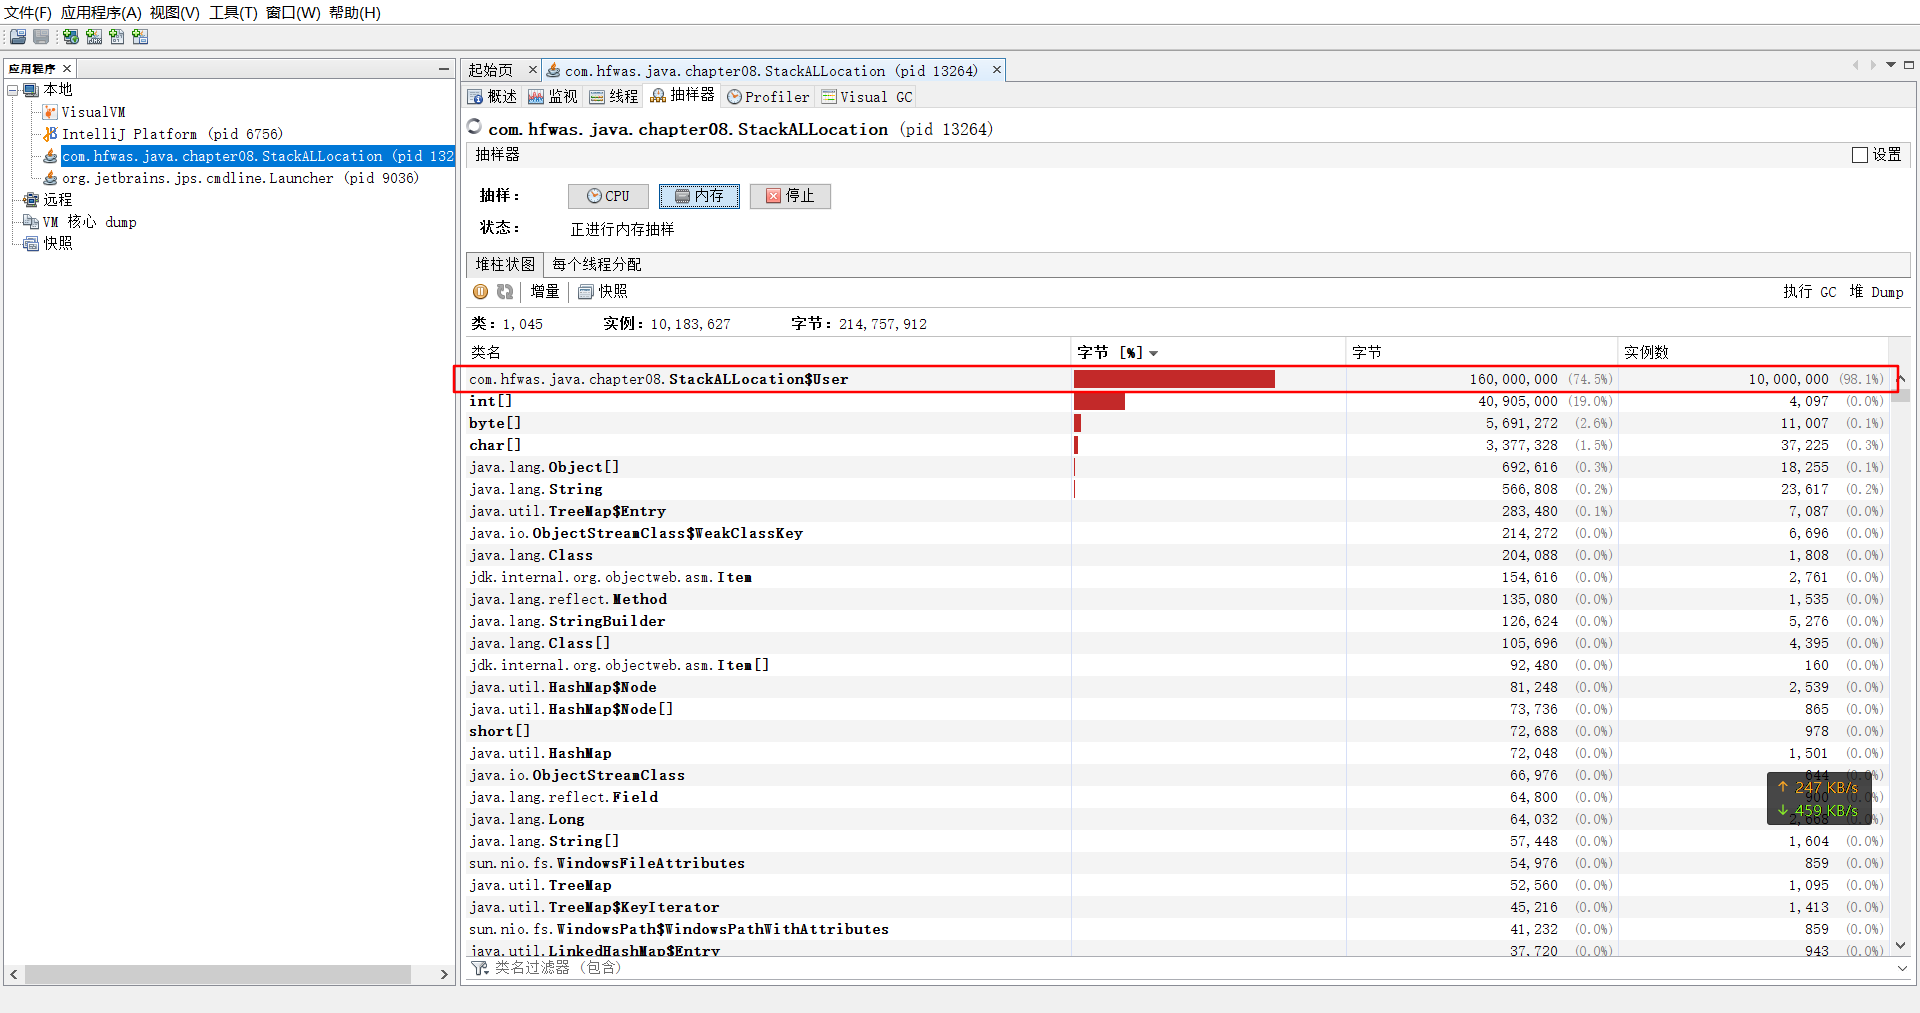 文件(F) 应用程序(A) 视图(V) 工具(T) 窗口(W) 帮助(H)
应用程序
本地
VisualVM
IntelliJ Platform (pid 6756)
com.hfwas.java.chapter08.StackALLocation (pid 132
org.jetbrains.jps.cmdline.Launcher (pid 9036)
远程
VM 核心 dump
快照
起始页 com.hfwas.java.chapter08.StackALLocation (pid 13264)
概述 监视 线程 抽样器 Profiler Visual GC
com.hfwas.java.chapter08.StackALLocation (pid 13264)
抽样器 设置
抽样： CPU 内存 停止
状态： 正进行内存抽样
堆柱状图 每个线程分配
增量 快照 执行 GC 堆 Dump
类：1,045 实例：10,183,627 字节：214,757,912
类名 字节 [%] 字节 实例数
com.hfwas.java.chapter08.StackALLocation$User 160,000,000 (74.5%) 10,000,000 (98.1%)
int[] 40,905,000 (19.0%) 4,097 (0.0%)
byte[] 5,691,272 (2.6%) 11,007 (0.1%)
char[] 3,377,328 (1.5%) 37,225 (0.3%)
java.lang.Object[] 692,616 (0.3%) 18,255 (0.1%)
java.lang.String 566,808 (0.2%) 23,617 (0.2%)
java.util.TreeMap$Entry 283,480 (0.1%) 7,087 (0.0%)
java.io.ObjectStreamClass$WeakClassKey 214,272 (0.0%) 6,696 (0.0%)
java.lang.Class 204,088 (0.0%) 1,808 (0.0%)
jdk.internal.org.objectweb.asm.Item 154,616 (0.0%) 2,761 (0.0%)
java.lang.reflect.Method 135,080 (0.0%) 1,535 (0.0%)
java.lang.StringBuilder 126,624 (0.0%) 5,276 (0.0%)
java.lang.Class[] 105,696 (0.0%) 4,395 (0.0%)
jdk.internal.org.objectweb.asm.Item[] 92,480 (0.0%) 160 (0.0%)
java.util.HashMap$Node 81,248 (0.0%) 2,539 (0.0%)
java.util.HashMap$Node[] 73,736 (0.0%) 865 (0.0%)
short[] 72,688 (0.0%) 978 (0.0%)
java.util.HashMap 72,048 (0.0%) 1,501 (0.0%)
java.io.ObjectStreamClass 66,976 (0.0%) 644 (0.0%)
↑ 247 KB/s
java.lang.reflect.Field 64,800 (0.0%) 900 (0.0%)
↓ 459 KB/s
java.lang.Long 64,032 (0.0%)
java.lang.String[] 57,448 (0.0%) 1,604 (0.0%)
sun.nio.fs.WindowsFileAttributes 54,976 (0.0%) 859 (0.0%)
java.util.TreeMap 52,560 (0.0%) 1,095 (0.0%)
java.util.TreeMap$KeyIterator 45,216 (0.0%) 1,413 (0.0%)
sun.nio.fs.WindowsPath$WindowsPathWithAttributes 41,232 (0.0%) 859 (0.0%)
java.util.LinkedHashMap$Entry 37,720 (0.0%) 943 (0.0%)
类名过滤器 (包含)